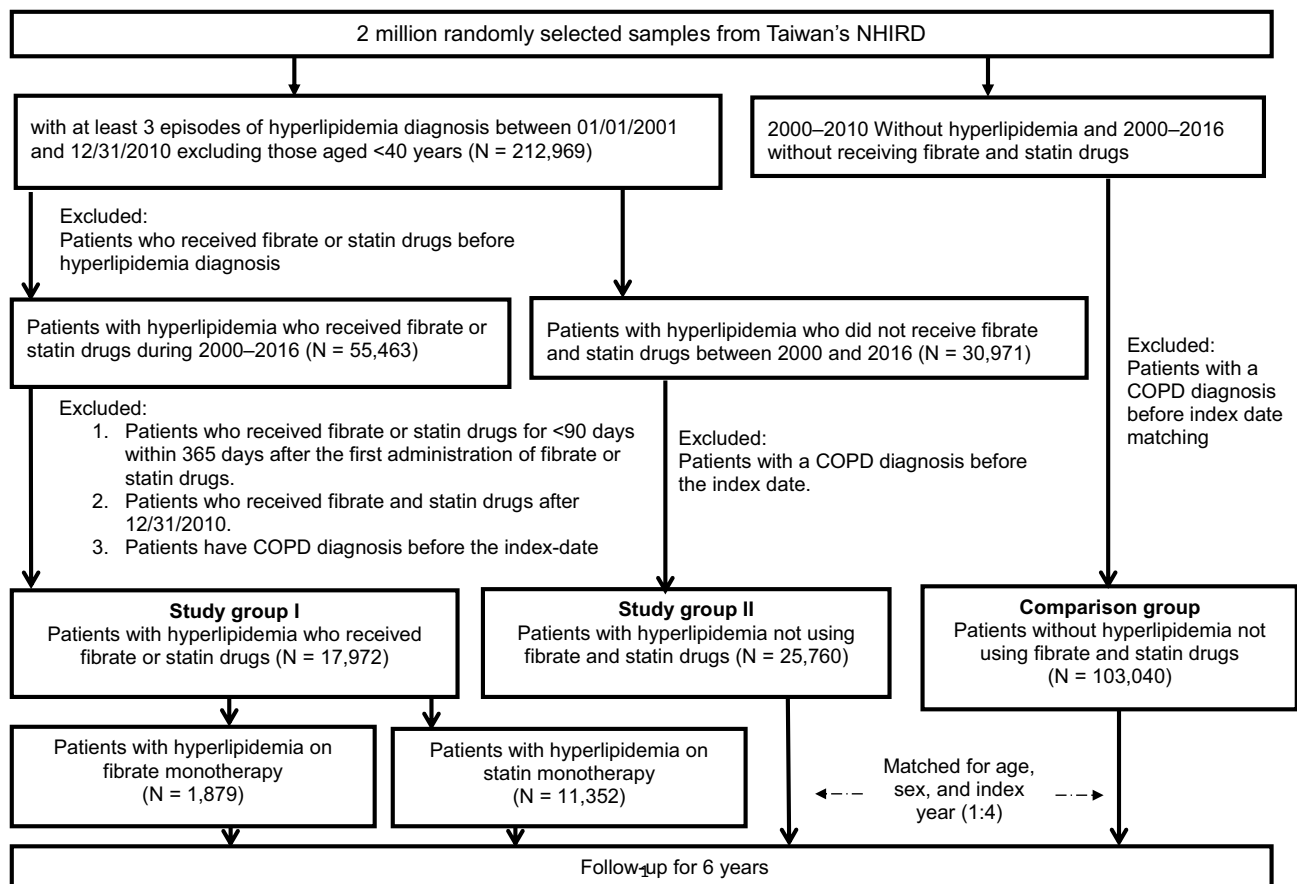 2 million randomly selected samples from Taiwan's NHIRD
with at least 3 episodes of hyperlipidemia diagnosis between 01/01/2001
and 12/31/2010 excluding those aged <40 years (N = 212,969)
2000–2010 Without hyperlipidemia and 2000–2016
without receiving fibrate and statin drugs
Excluded:
Patients who received fibrate or statin drugs before
hyperlipidemia diagnosis
Patients with hyperlipidemia who received fibrate or
statin drugs during 2000–2016 (N = 55,463)
Patients with hyperlipidemia who did not receive fibrate
and statin drugs between 2000 and 2016 (N = 30,971)
Excluded:
Patients with a
COPD diagnosis
before index date
matching
Excluded:
1. Patients who received fibrate or statin drugs for <90 days
within 365 days after the first administration of fibrate or
statin drugs.
2. Patients who received fibrate and statin drugs after
12/31/2010.
3. Patients have COPD diagnosis before the index-date
Excluded:
Patients with a COPD diagnosis before
the index date.
Study group I
Patients with hyperlipidemia who received
fibrate or statin drugs (N = 17,972)
Study group II
Patients with hyperlipidemia not using
fibrate and statin drugs (N = 25,760)
Comparison group
Patients without hyperlipidemia not
using fibrate and statin drugs
(N = 103,040)
Patients with hyperlipidemia on
fibrate monotherapy
(N = 1,879)
Patients with hyperlipidemia on
statin monotherapy
(N = 11,352)
Matched for age,
sex, and index
year (1:4)
Follow-up for 6 years
1